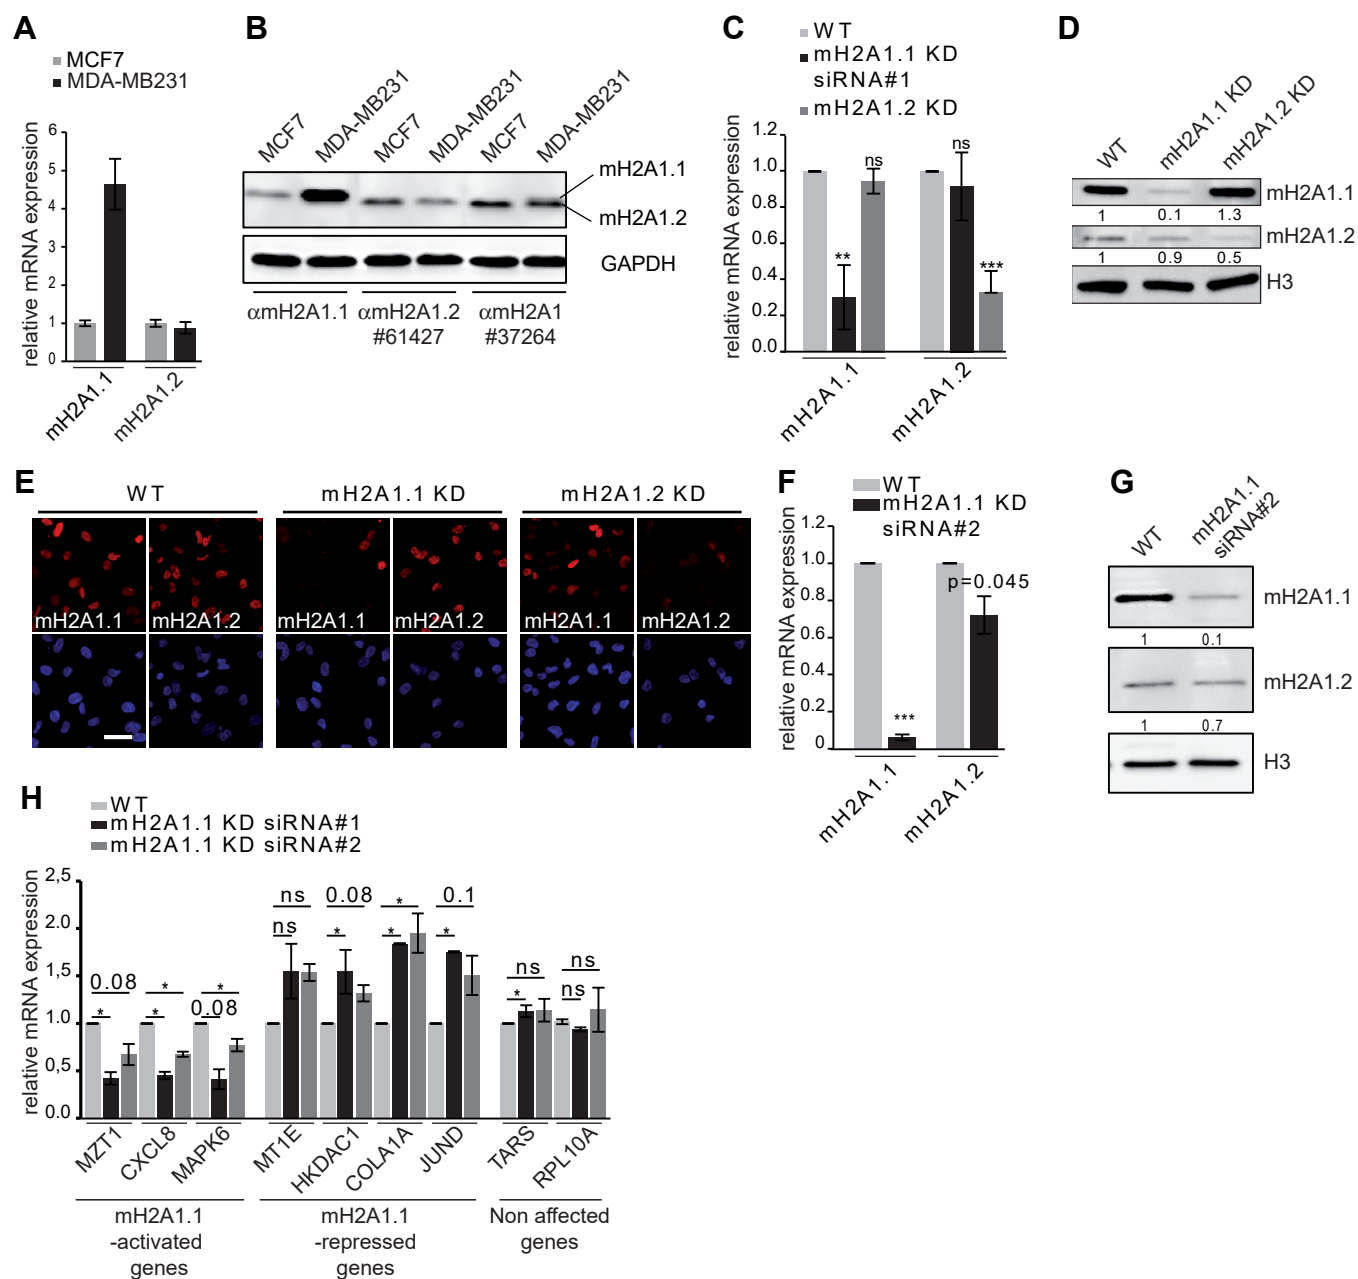 A
MCF7
MDA-MB231
relative mRNA expression
6
5
4
3
2
1
0
mH2A1.1
mH2A1.2
B
MCF7
MDA-MB231
MCF7
MDA-MB231
MCF7
MDA-MB231
mH2A1.1
mH2A1.2
GAPDH
αmH2A1.1
αmH2A1.2
#61427
αmH2A1
#37264
C
WT
mH2A1.1 KD
siRNA#1
mH2A1.2 KD
relative mRNA expression
1.2
1.0
0.8
0.6
0.4
0.2
0.0
**
ns
ns
***
mH2A1.1
mH2A1.2
D
WT
mH2A1.1 KD
mH2A1.2 KD
mH2A1.1
1 0.1 1.3
mH2A1.2
1 0.9 0.5
H3
E
WT
mH2A1.1 KD
mH2A1.2 KD
mH2A1.1
mH2A1.2
mH2A1.1
mH2A1.2
mH2A1.1
mH2A1.2
F
WT
mH2A1.1 KD
siRNA#2
relative mRNA expression
1.2
1.0
0.8
0.6
0.4
0.2
0
***
p=0.045
mH2A1.1
mH2A1.2
G
WT
mH2A1.1
siRNA#2
mH2A1.1
1 0.1
mH2A1.2
1 0.7
H3
H
WT
mH2A1.1 KD siRNA#1
mH2A1.1 KD siRNA#2
relative mRNA expression
2,5
2.0
1,5
1.0
0,5
0.0
0.08
*
*
*
*
0.08
ns
ns
0.08
*
*
*
0.1
*
ns
*
ns
ns
MZT1
CXCL8
MAPK6
MT1E
HKDAC1
COLA1A
JUND
TARS
RPL10A
mH2A1.1
-activated
genes
mH2A1.1
-repressed
genes
Non affected
genes